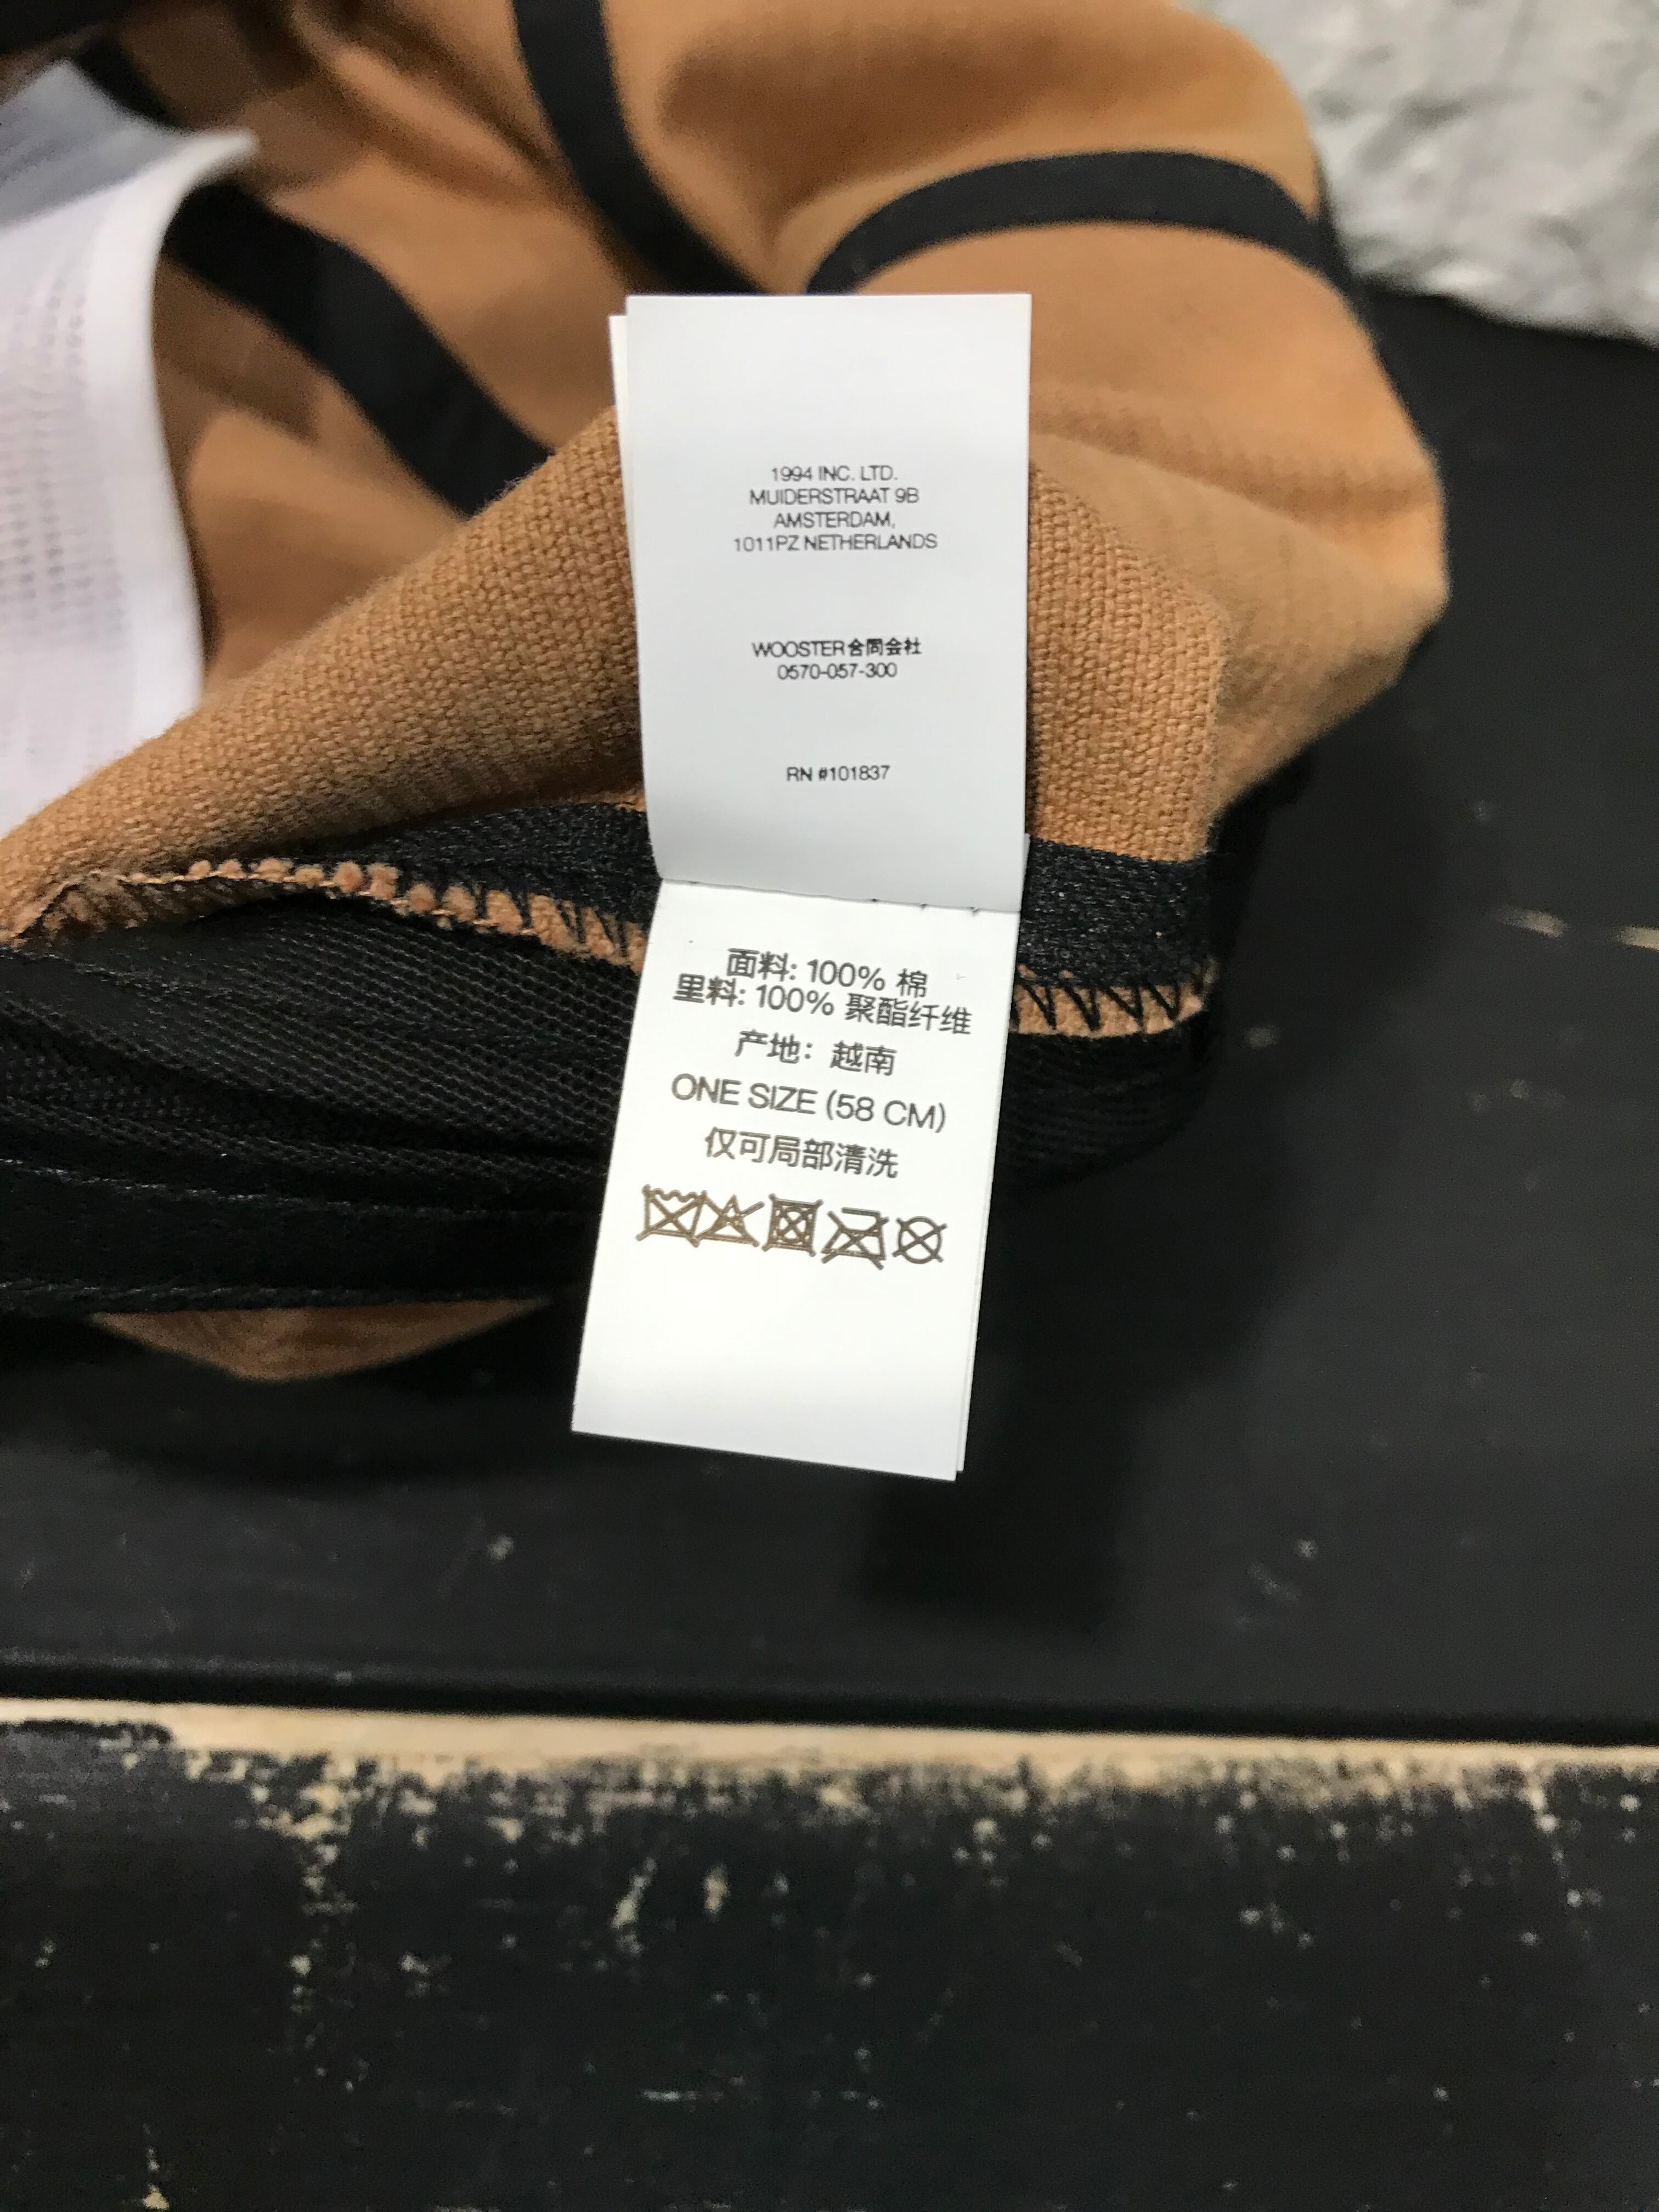 1994 INC. LTD.
MUIDERSTRAAT 9B
AMSTERDAM,
1011PZ NETHERLANDS
WOOSTER合同会社
0570-057-300
RN #101837
面料: 100% 棉
里料: 100% 聚酯纤维
产地：越南
ONE SIZE (58 CM)
仅可局部清洗